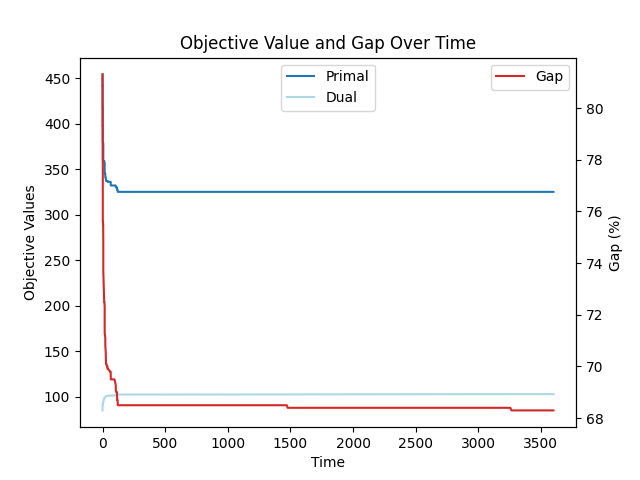 Objective Value and Gap Over Time
Primal
Dual
Gap
Objective Values
450
400
350
300
250
200
150
100
80
78
76
74
72
70
68
Gap (%)
0 500 1000 1500 2000 2500 3000 3500
Time